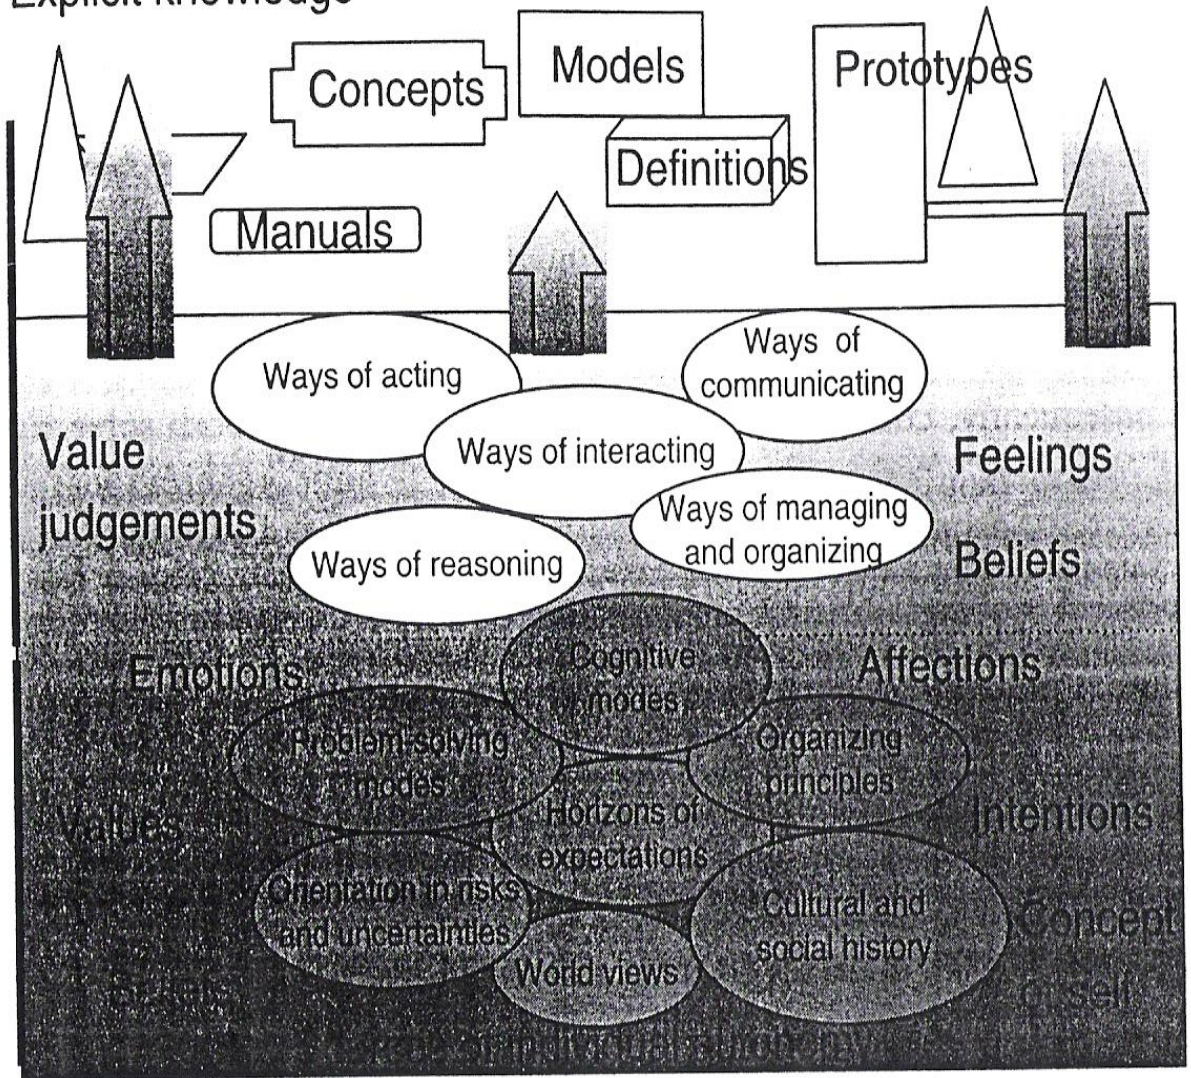 Explicit knowledge
Concepts
Models
Prototypes
Definitions
Manuals
Ways of acting
Ways of
communicating
Value
judgements
Ways of interacting
Feelings
Ways of managing
and organizing
Ways of reasoning
Beliefs
Emotions
Cognitive
modes
Affections
Problem-solving
modes
Organizing
principles
Values
Horizons of
expectations
Intentions
Orientation in risks
and uncertainties
Cultural and
social history
Concept
World views